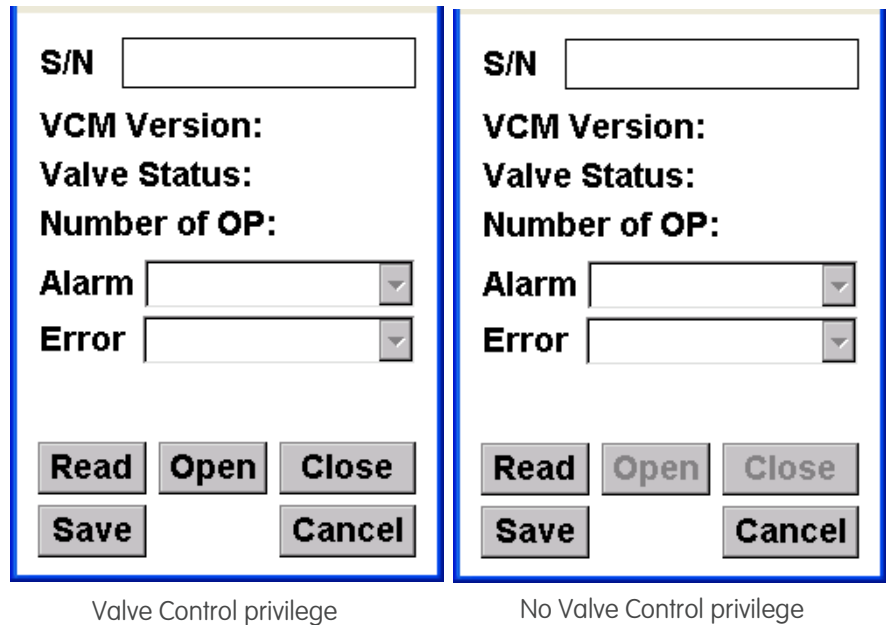 S/N
VCM Version:
Valve Status:
Number of OP:
Alarm
Error
Read Open Close
Save Cancel
Valve Control privilege
S/N
VCM Version:
Valve Status:
Number of OP:
Alarm
Error
Read Open Close
Save Cancel
No Valve Control privilege